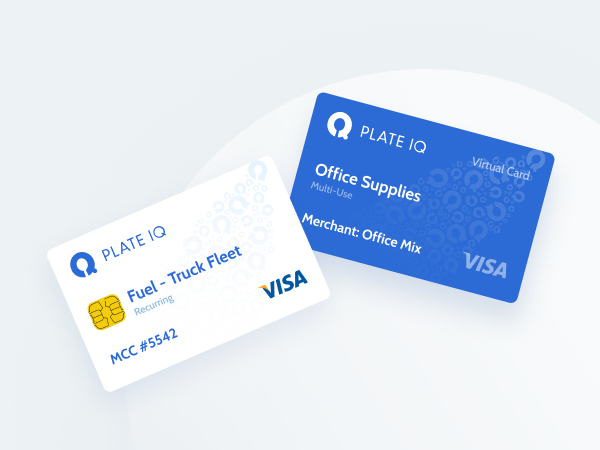 PLATE IQ
Fuel - Truck Fleet
Recurring
VISA
MCC #5542
PLATE IQ
Virtual Card
Office Supplies
Multi-Use
Merchant: Office Mix
VISA